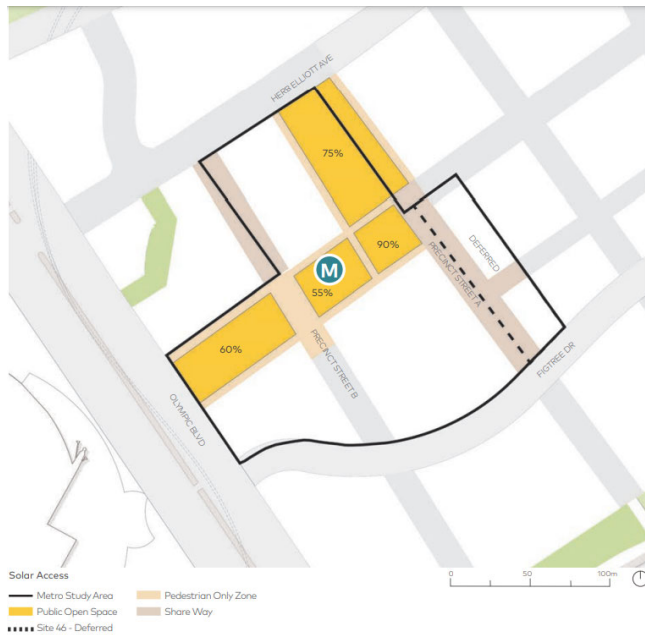 HERB ELLIOTT AVE
75%
DEFERRED
90%
M
55%
PRECINCT STREET A
60%
PRECINCT STREET B
FIGTREE DR
OLYMPIC BLVD
Solar Access
Metro Study Area
Pedestrian Only Zone
Public Open Space
Share Way
Site 46 - Deferred
0 50 100m